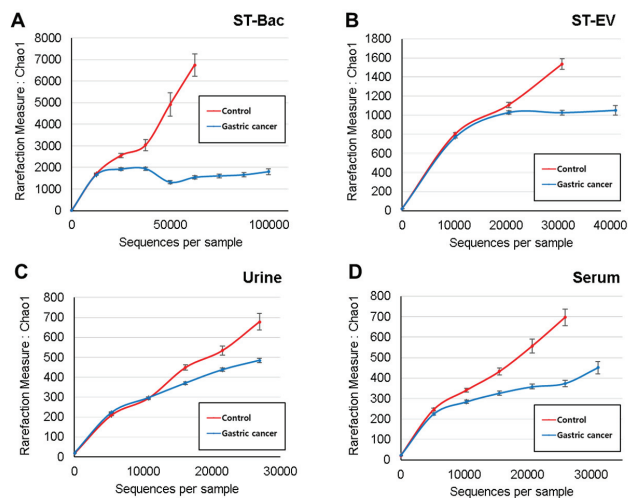 A
ST-Bac
Rarefaction Measure : Chao1
8000
7000
6000
5000
4000
3000
2000
1000
0
Control
Gastric cancer
0
50000
100000
Sequences per sample
B
ST-EV
Rarefaction Measure : Chao1
1800
1600
1400
1200
1000
800
600
400
200
0
Control
Gastric cancer
0
10000
20000
30000
40000
Sequences per sample
C
Urine
Rarefaction Measure : Chao1
800
700
600
500
400
300
200
100
0
Control
Gastric cancer
0
10000
20000
30000
Sequences per sample
D
Serum
Rarefaction Measure : Chao1
800
700
600
500
400
300
200
100
0
Control
Gastric cancer
0
10000
20000
30000
Sequences per sample